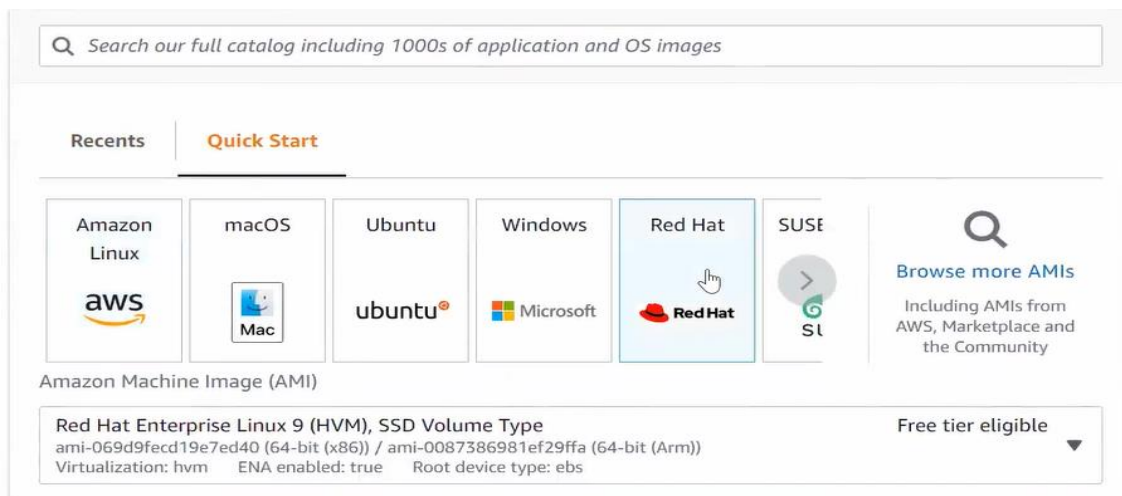 Search our full catalog including 1000s of application and OS images
Recents
Quick Start
Amazon
Linux
aws
macOS
Mac
Ubuntu
ubuntu
Windows
Microsoft
Red Hat
Red Hat
SUSE
SU
Browse more AMIs
Including AMIs from
AWS, Marketplace and
the Community
Amazon Machine Image (AMI)
Red Hat Enterprise Linux 9 (HVM), SSD Volume Type
Free tier eligible
ami-069d9fecd19e7ed40 (64-bit (x86)) / ami-0087386981ef29ffa (64-bit (Arm))
Virtualization: hvm ENA enabled: true Root device type: ebs